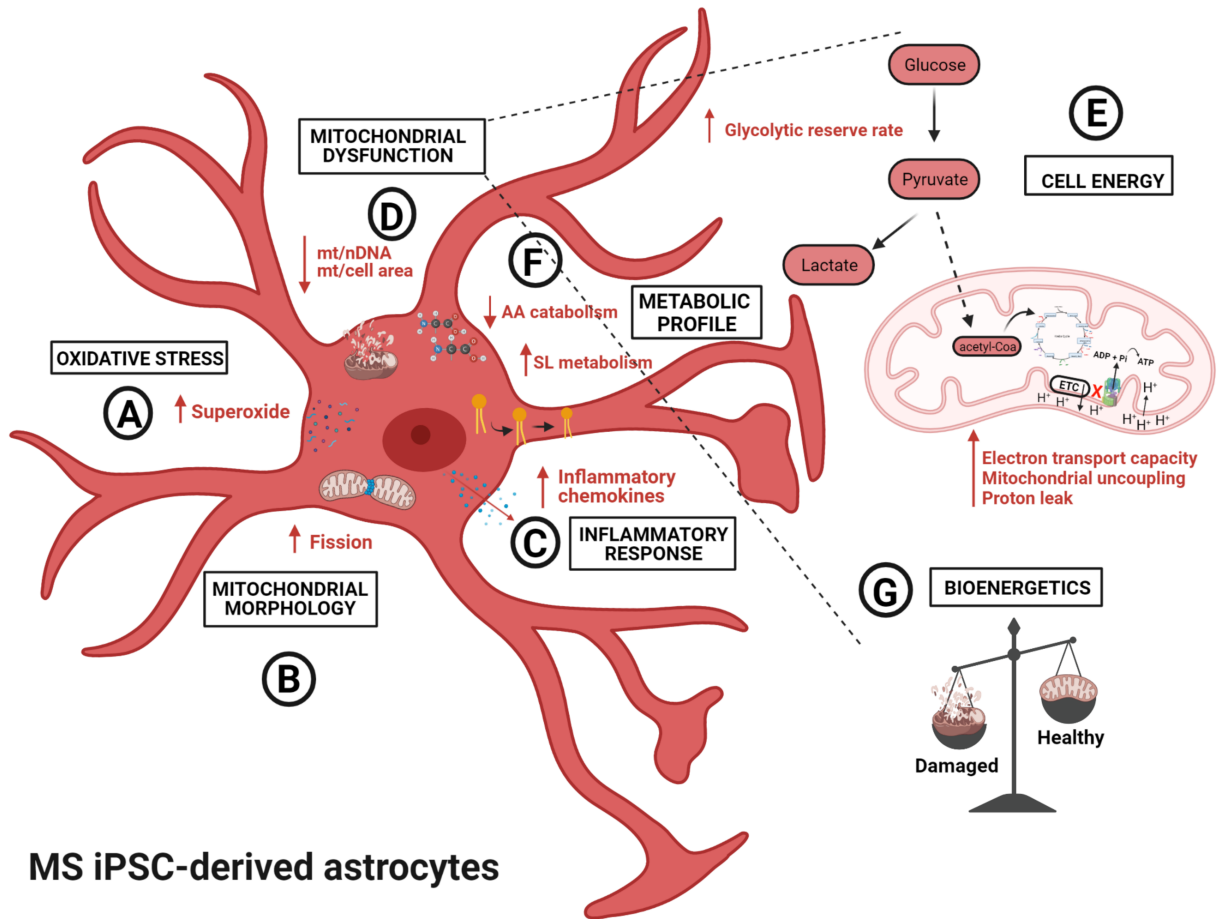 Glucose
Glycolytic reserve rate
E
MITOCHONDRIAL
DYSFUNCTION
Pyruvate
CELL ENERGY
D
mt/nDNA
mt/cell area
F
Lactate
METABOLIC
PROFILE
AA catabolism
SL metabolism
acetyl-Coa
ADP + Pi
ATP
ETC
X
H+
H+
H+
H+
H+
H+
OXIDATIVE STRESS
A
Superoxide
Inflammatory
chemokines
Electron transport capacity
Mitochondrial uncoupling
Proton leak
C
INFLAMMATORY
RESPONSE
Fission
MITOCHONDRIAL
MORPHOLOGY
B
G
BIOENERGETICS
Healthy
Damaged
MS iPSC-derived astrocytes